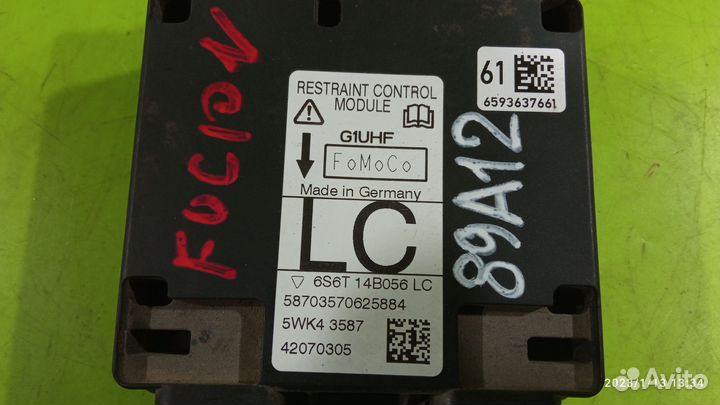 FUCION
RESTRAINT CONTROL
MODULE
G1UHF
FoMoCo
Made in Germany
LC
6S6T 14B056 LC
58703570625884
5WK4 3587
42070305
61
6593637661
89A12
Avito